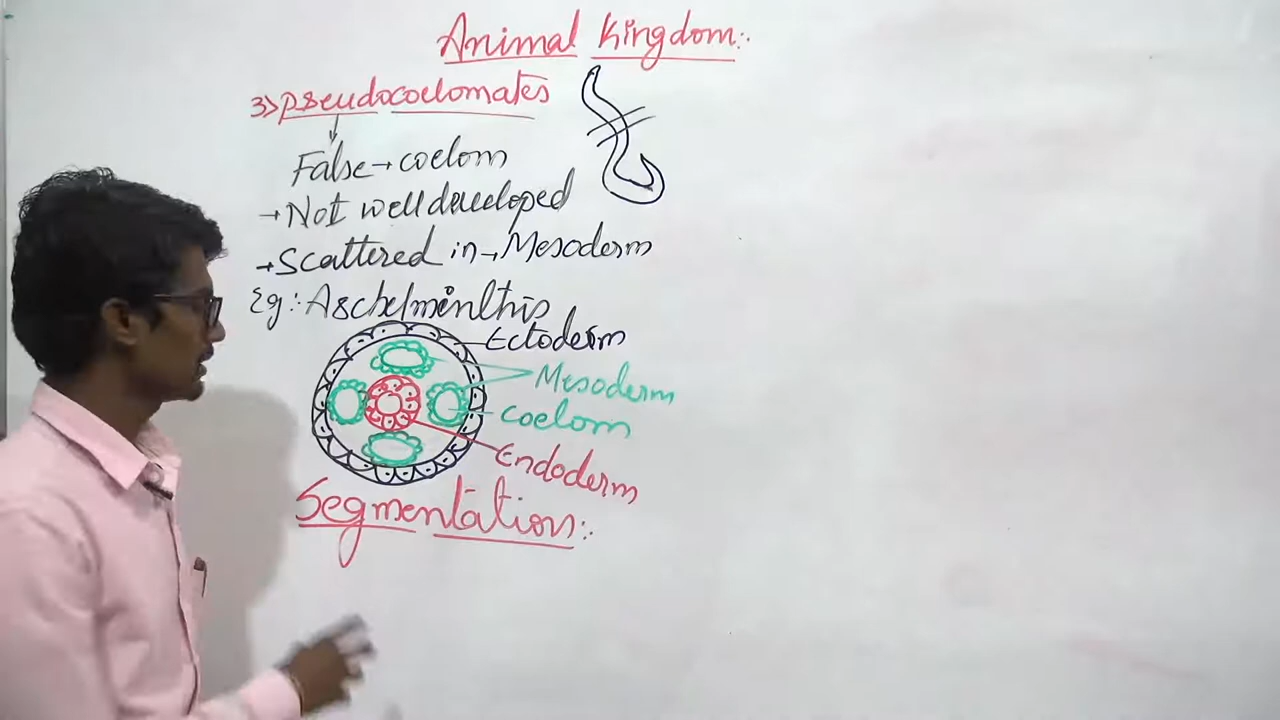 Animal Kingdom:.
3> Pseudocoelomates
False → coelom
→ Not well developed
→ Scattered in → Mesoderm
Eg:. Aschelminthis
Ectoderm
Mesoderm
Coelom
Endoderm
Segmentation:.